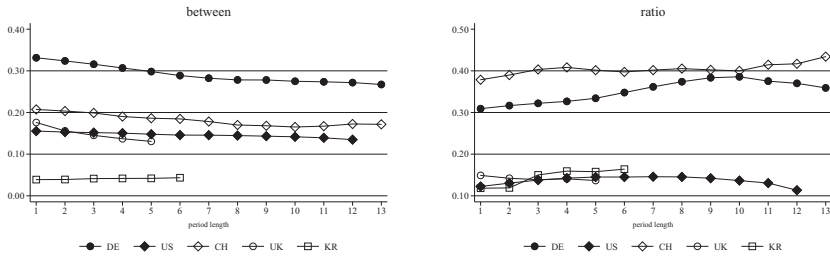 between
0.40
0.30
0.20
0.10
0.00
1 2 3 4 5 6 7 8 9 10 11 12 13
period length
DE US CH UK KR
ratio
0.50
0.40
0.30
0.20
0.10
1 2 3 4 5 6 7 8 9 10 11 12 13
period length
DE US CH UK KR